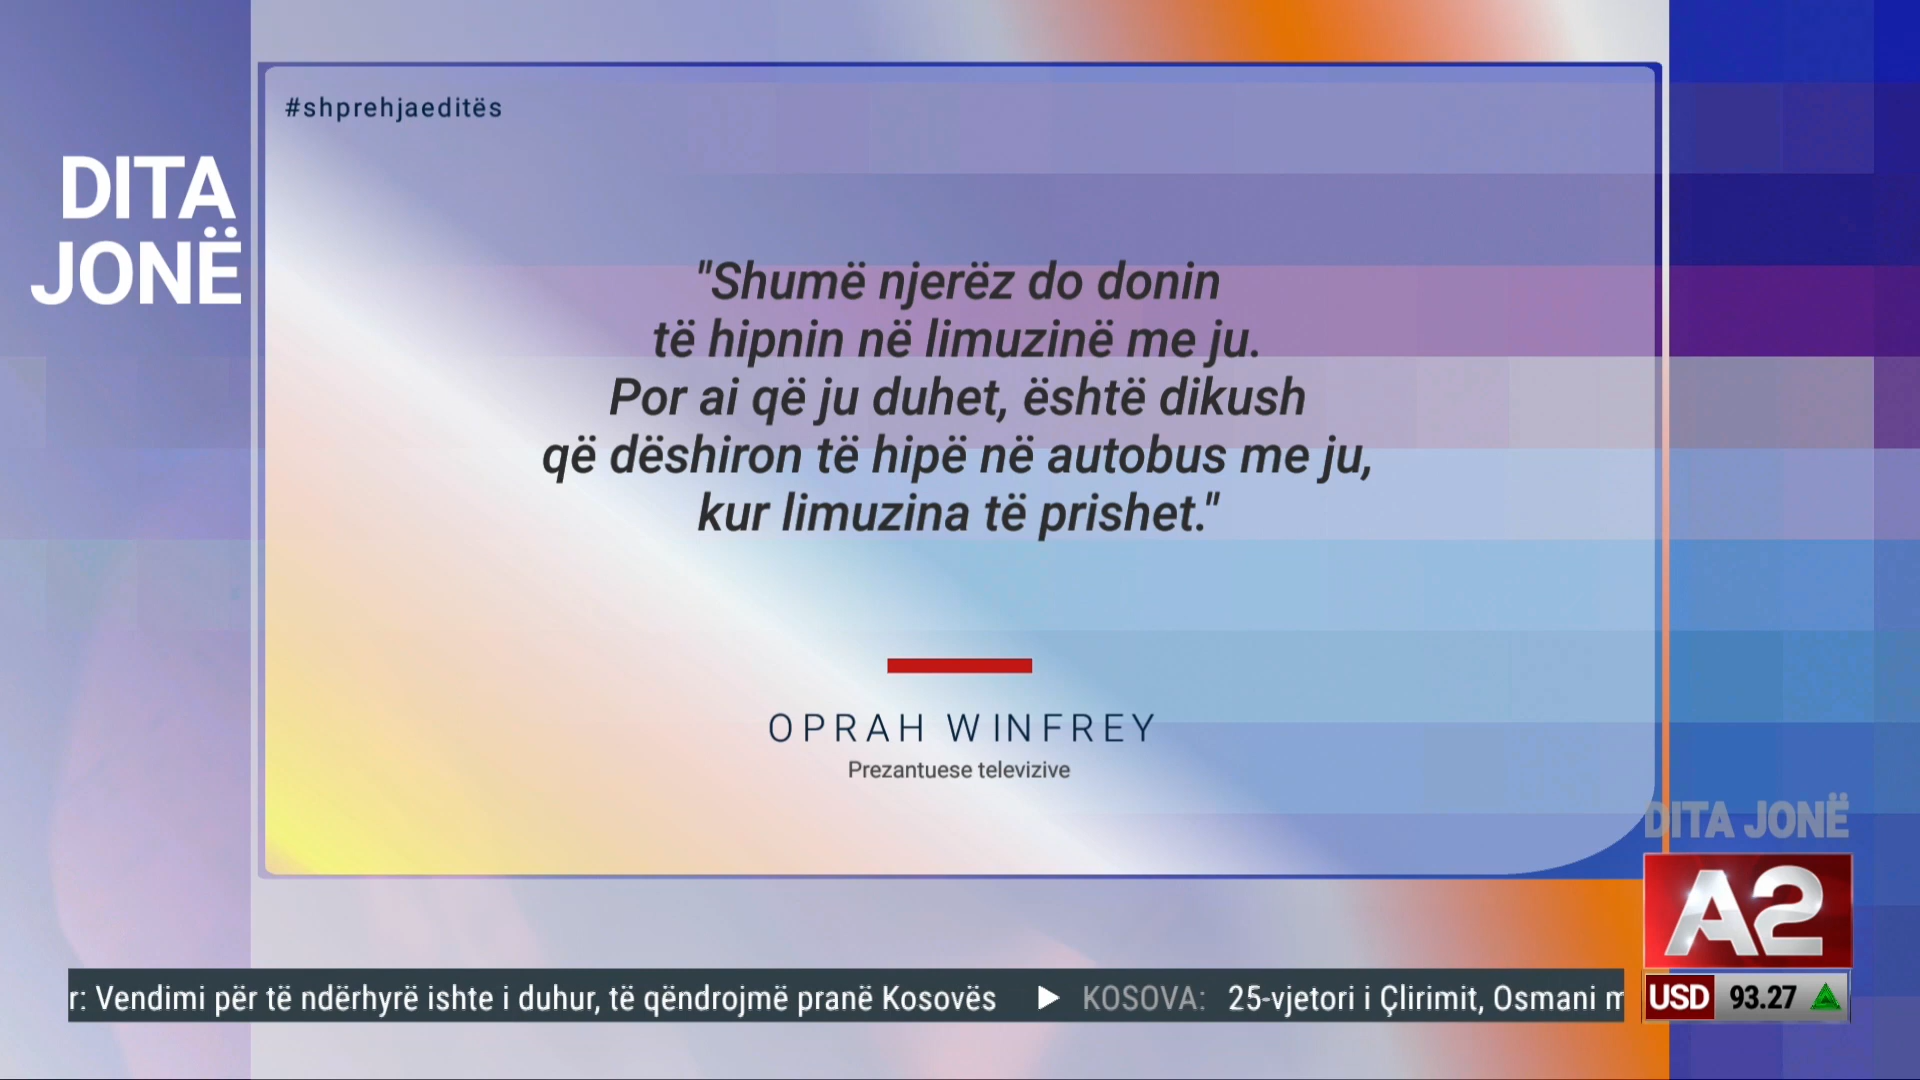 #shprehjaeditës
DITA
JONË
"Shumë njerëz do donin
të hipnin në limuzinë me ju.
Por ai që ju duhet, është dikush
që dëshiron të hipë në autobus me ju,
kur limuzina të prishet."
OPRAH WINFREY
Prezantuese televizive
DITA JONË
A2
r: Vendimi për të ndërhyrë ishte i duhur, të qëndrojmë pranë Kosovës ▶ KOSOVA: 25-vjetori i Çlirimit, Osmani m
USD 93.27